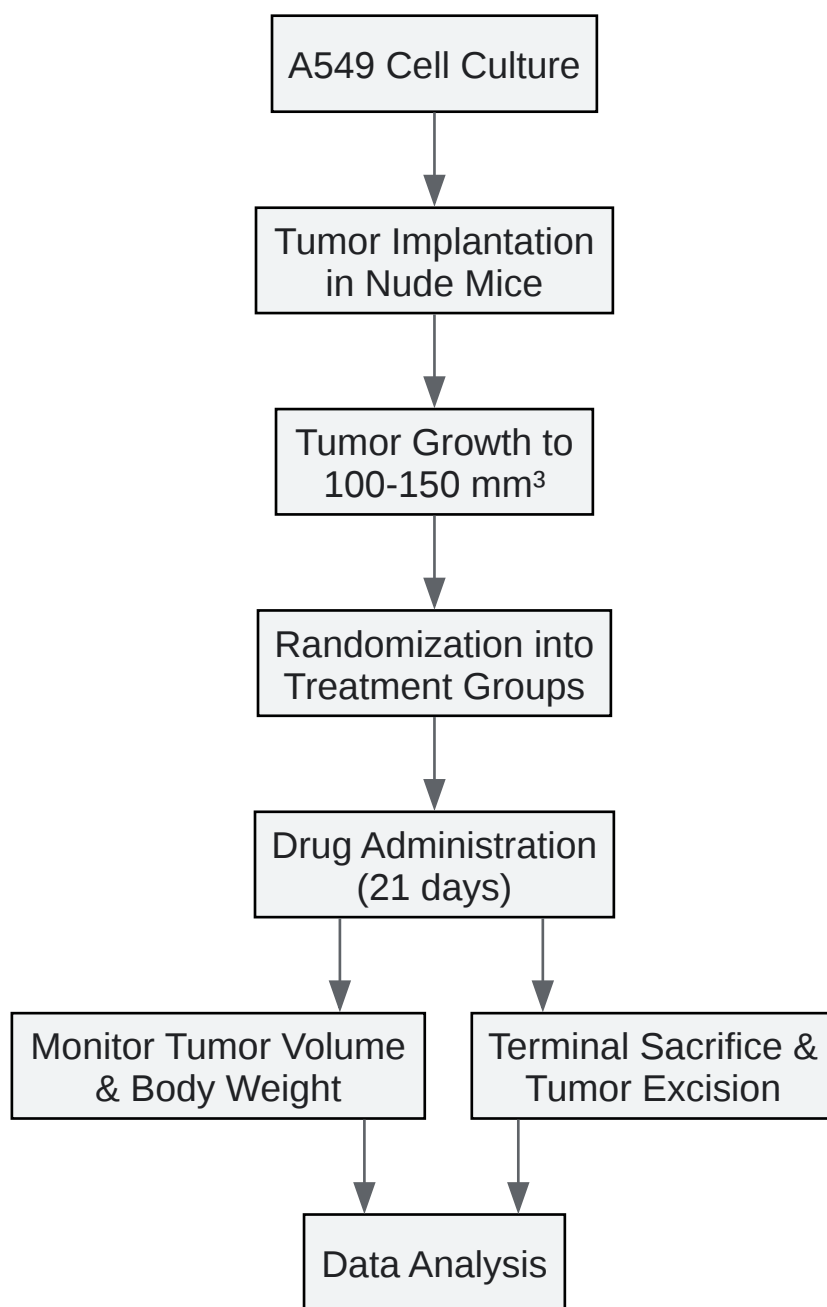 A549 Cell Culture
Tumor Implantation
in Nude Mice
Tumor Growth to
100-150 mm³
Randomization into
Treatment Groups
Drug Administration
(21 days)
Monitor Tumor Volume
& Body Weight
Terminal Sacrifice &
Tumor Excision
Data Analysis